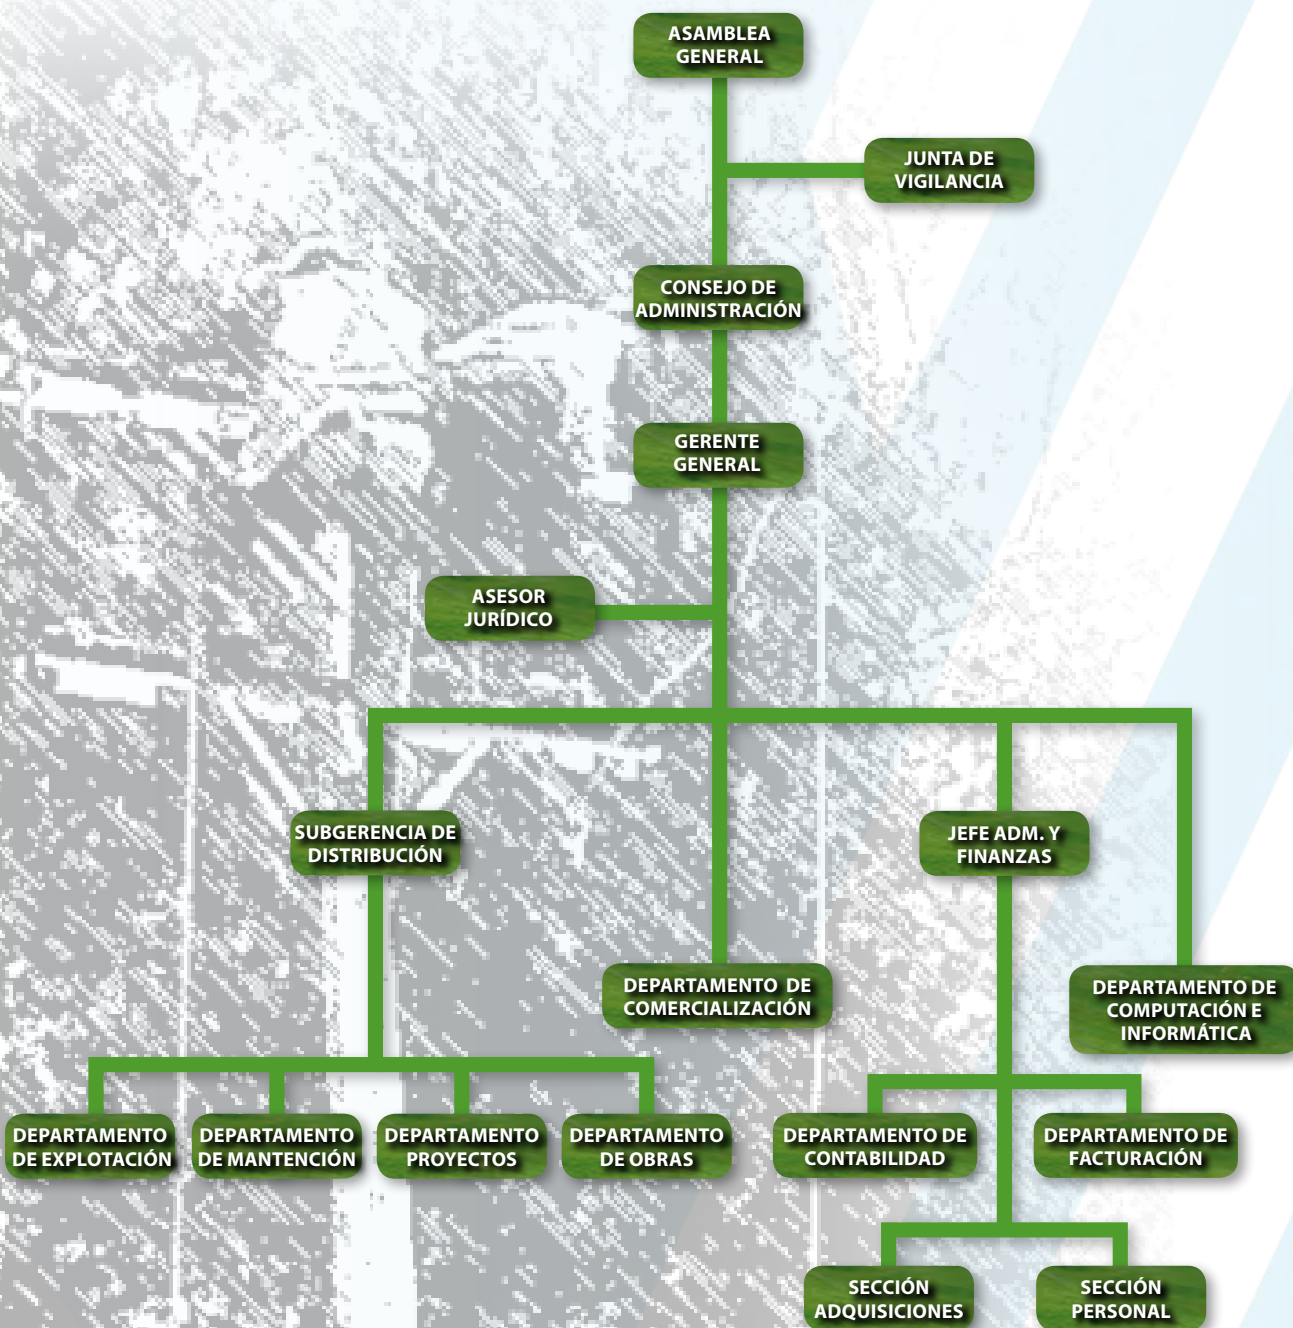 ASAMBLEA
GENERAL
JUNTA DE
VIGILANCIA
CONSEJO DE
ADMINISTRACIÓN
GERENTE
GENERAL
ASESOR
JURÍDICO
SUBGERENCIA DE
DISTRIBUCIÓN
JEFE ADM. Y
FINANZAS
DEPARTAMENTO DE
COMERCIALIZACIÓN
DEPARTAMENTO DE
COMPUTACIÓN E
INFORMÁTICA
DEPARTAMENTO
DE EXPLOTACIÓN
DEPARTAMENTO
DE MANTENCIÓN
DEPARTAMENTO
PROYECTOS
DEPARTAMENTO
DE OBRAS
DEPARTAMENTO DE
CONTABILIDAD
DEPARTAMENTO DE
FACTURACIÓN
SECCIÓN
ADQUISICIONES
SECCIÓN
PERSONAL